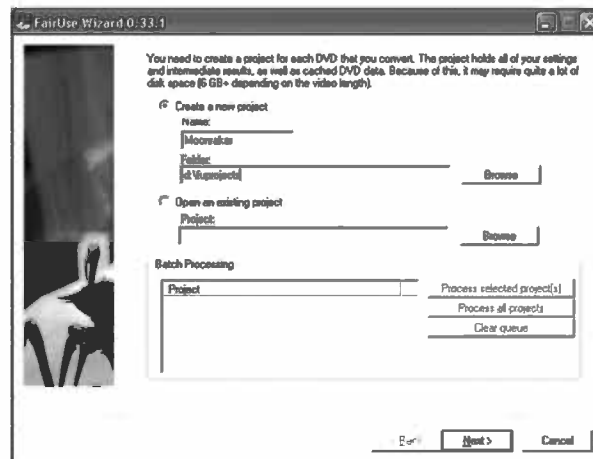 FairUse Wizard 0.33.1
You need to create a project for each DVD that you convert. The project holds all of your settings
and intermediate results, as well as cached DVD data. Because of this, it may require quite a lot of
disk space (6 GB+ depending on the video length).
Create a new project
Name:
Moonraker
Folder:
d:\fuprojects
Browse
Open an existing project
Project:
Browse
Batch Processing
Project
Process selected project(s)
Process all projects
Clear queue
Back
Next >
Cancel